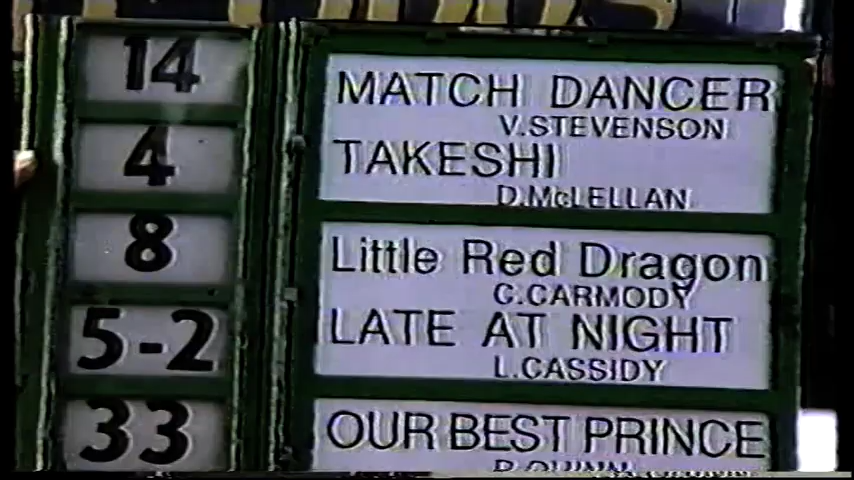 14 MATCH DANCER
V.STEVENSON
4 TAKESHI
D.McLELLAN
8 Little Red Dragon
C.CARMODY
5-2 LATE AT NIGHT
L.CASSIDY
33 OUR BEST PRINCE